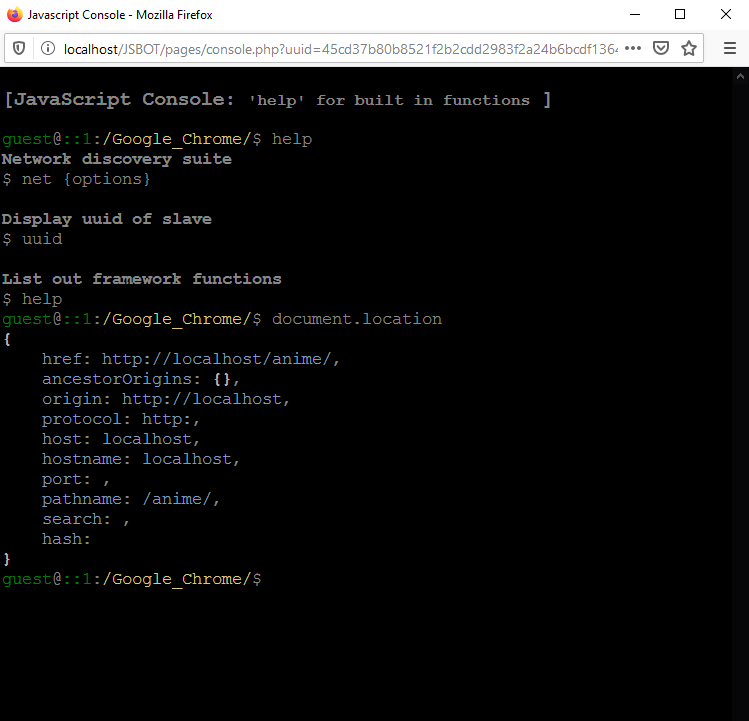 Javascript Console - Mozilla Firefox
localhost/JSBOT/pages/console.php?uuid=45cd37b80b8521f2b2cdd2983f2a24b6bcdf1364
[JavaScript Console: 'help' for built in functions ]
guest@::1:/Google_Chrome/$ help
Network discovery suite
$ net {options}
Display uuid of slave
$ uuid
List out framework functions
$ help
guest@::1:/Google_Chrome/$ document.location
{
href: http://localhost/anime/,
ancestorOrigins: {},
origin: http://localhost,
protocol: http:,
host: localhost,
hostname: localhost,
port: ,
pathname: /anime/,
search: ,
hash:
}
guest@::1:/Google_Chrome/$